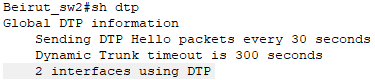 Beirut_sw2#sh dtp
Global DTP information
    Sending DTP Hello packets every 30 seconds
    Dynamic Trunk timeout is 300 seconds
    2 interfaces using DTP